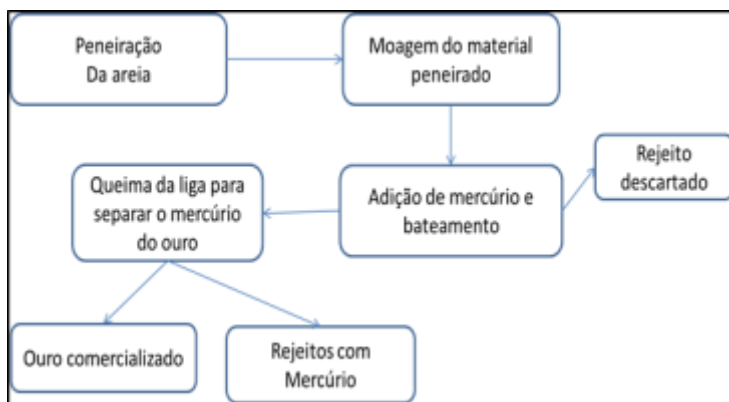 Peneiração
Da areia
Moagem do material
peneirado
Rejeito
descartado
Queima da liga para
separar o mercúrio
do ouro
Adição de mercúrio e
bateamento
Ouro comercializado
Rejeitos com
Mercúrio